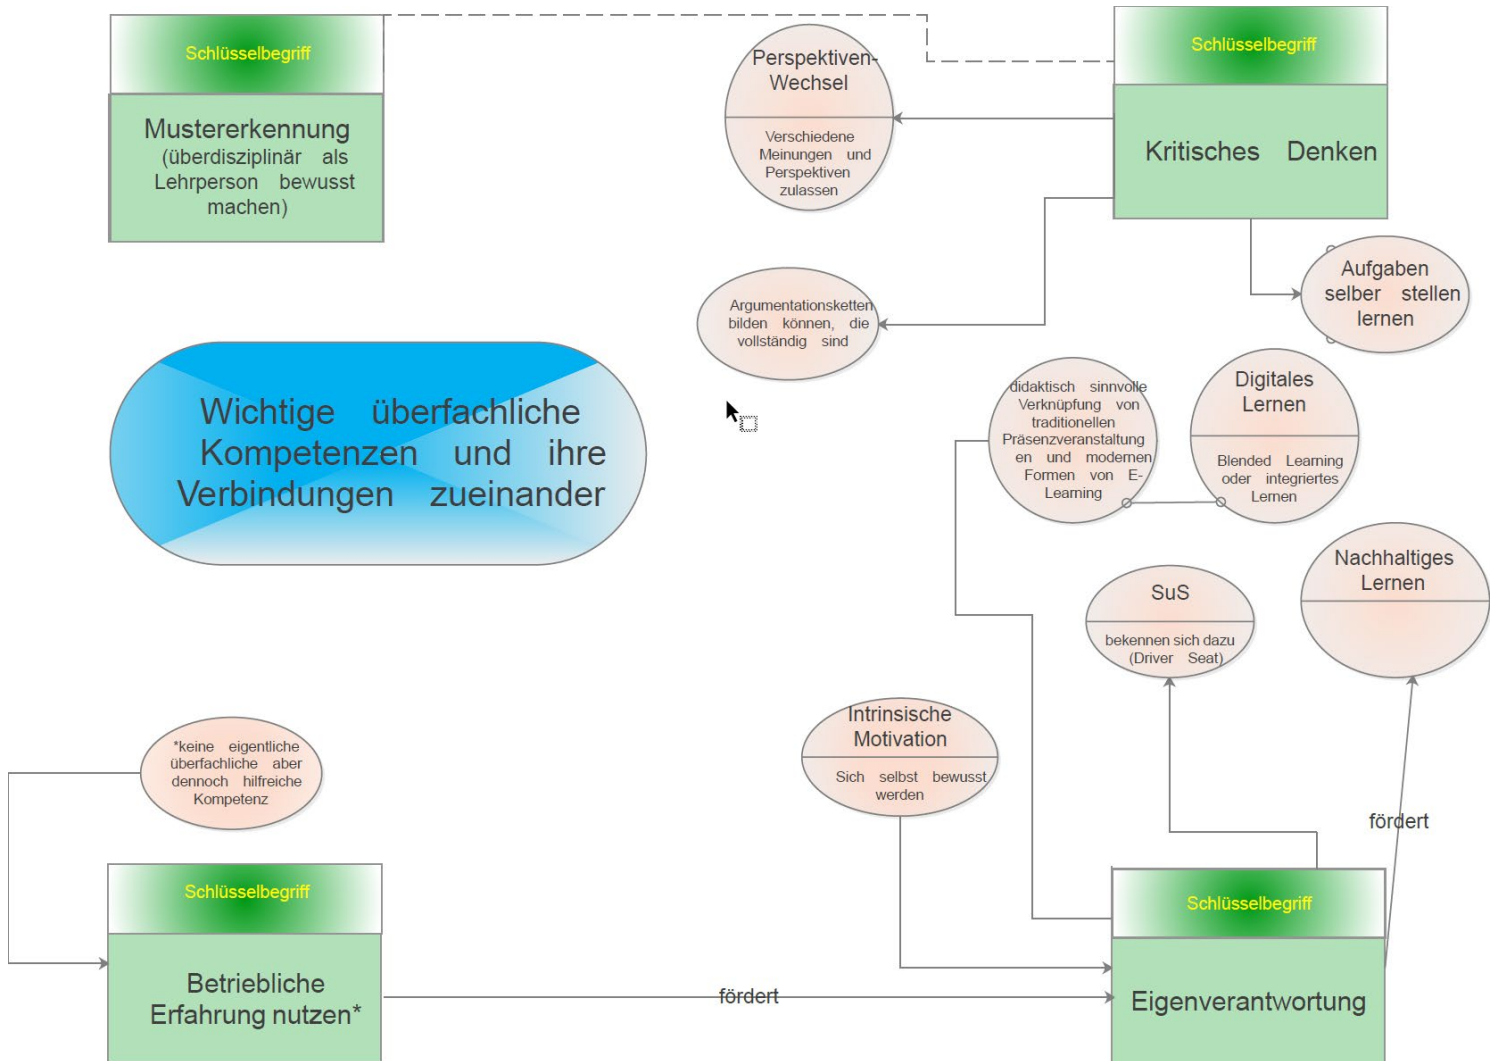 Schlüsselbegriff
Mustererkennung
(überdisziplinär als
Lehrperson bewusst
machen)
Perspektiven-
Wechsel
Verschiedene
Meinungen und
Perspektiven
zulassen
Schlüsselbegriff
Kritisches Denken
Argumentationsketten
bilden können, die
vollständig sind
Aufgaben
selber stellen
lernen
Wichtige überfachliche
Kompetenzen und ihre
Verbindungen zueinander
didaktisch sinnvolle
Verknüpfung von
traditionellen
Präsenzveranstaltung
en und modernen
Formen von E-
Learning
Digitales
Lernen
Blended Learning
oder integriertes
Lernen
SuS
bekennen sich dazu
(Driver Seat)
Nachhaltiges
Lernen
Intrinsische
Motivation
Sich selbst bewusst
werden
*keine eigentliche
überfachliche aber
dennoch hilfreiche
Kompetenz
fördert
Schlüsselbegriff
Betriebliche
Erfahrung nutzen*
fördert
Schlüsselbegriff
Eigenverantwortung